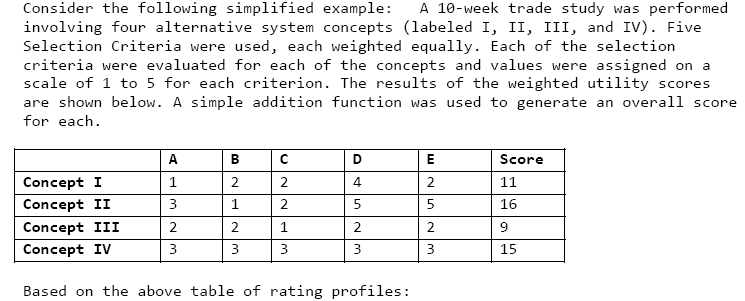 Consider the following simplified example: A 10-week trade study was performed
involving four alternative system concepts (labeled I, II, III, and IV). Five
Selection Criteria were used, each weighted equally. Each of the selection
criteria were evaluated for each of the concepts and values were assigned on a
scale of 1 to 5 for each criterion. The results of the weighted utility scores
are shown below. A simple addition function was used to generate an overall score
for each.
A B C D E Score
Concept I 1 2 2 4 2 11
Concept II 3 1 2 5 5 16
Concept III 2 2 1 2 2 9
Concept IV 3 3 3 3 3 15
Based on the above table of rating profiles: